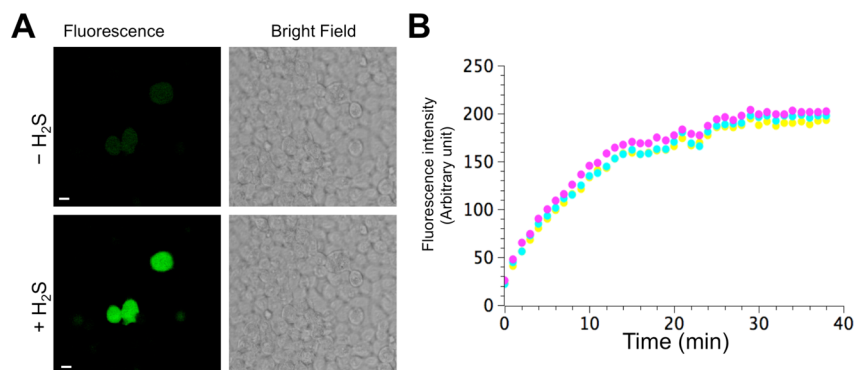 A
Fluorescence
Bright Field
– H₂S
+ H₂S
B
Fluorescence intensity
(Arbitrary unit)
250
200
150
200
50
0
0
10
20
30
40
Time (min)